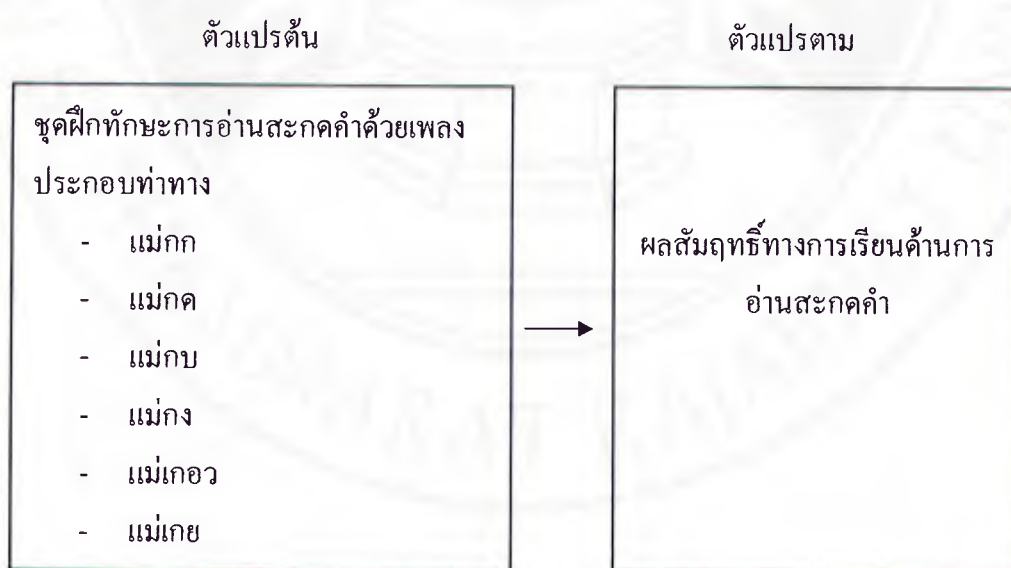 ตัวแปรต้น
ตัวแปรตาม
ชุดฝึกทักษะการอ่านสะกดคำด้วยเพลง
ประกอบท่าทาง
- แม่กก
- แม่กด
- แม่กบ
- แม่กง
- แม่เกอว
- แม่เกย
ผลสัมฤทธิ์ทางการเรียนด้านการ
อ่านสะกดคำ